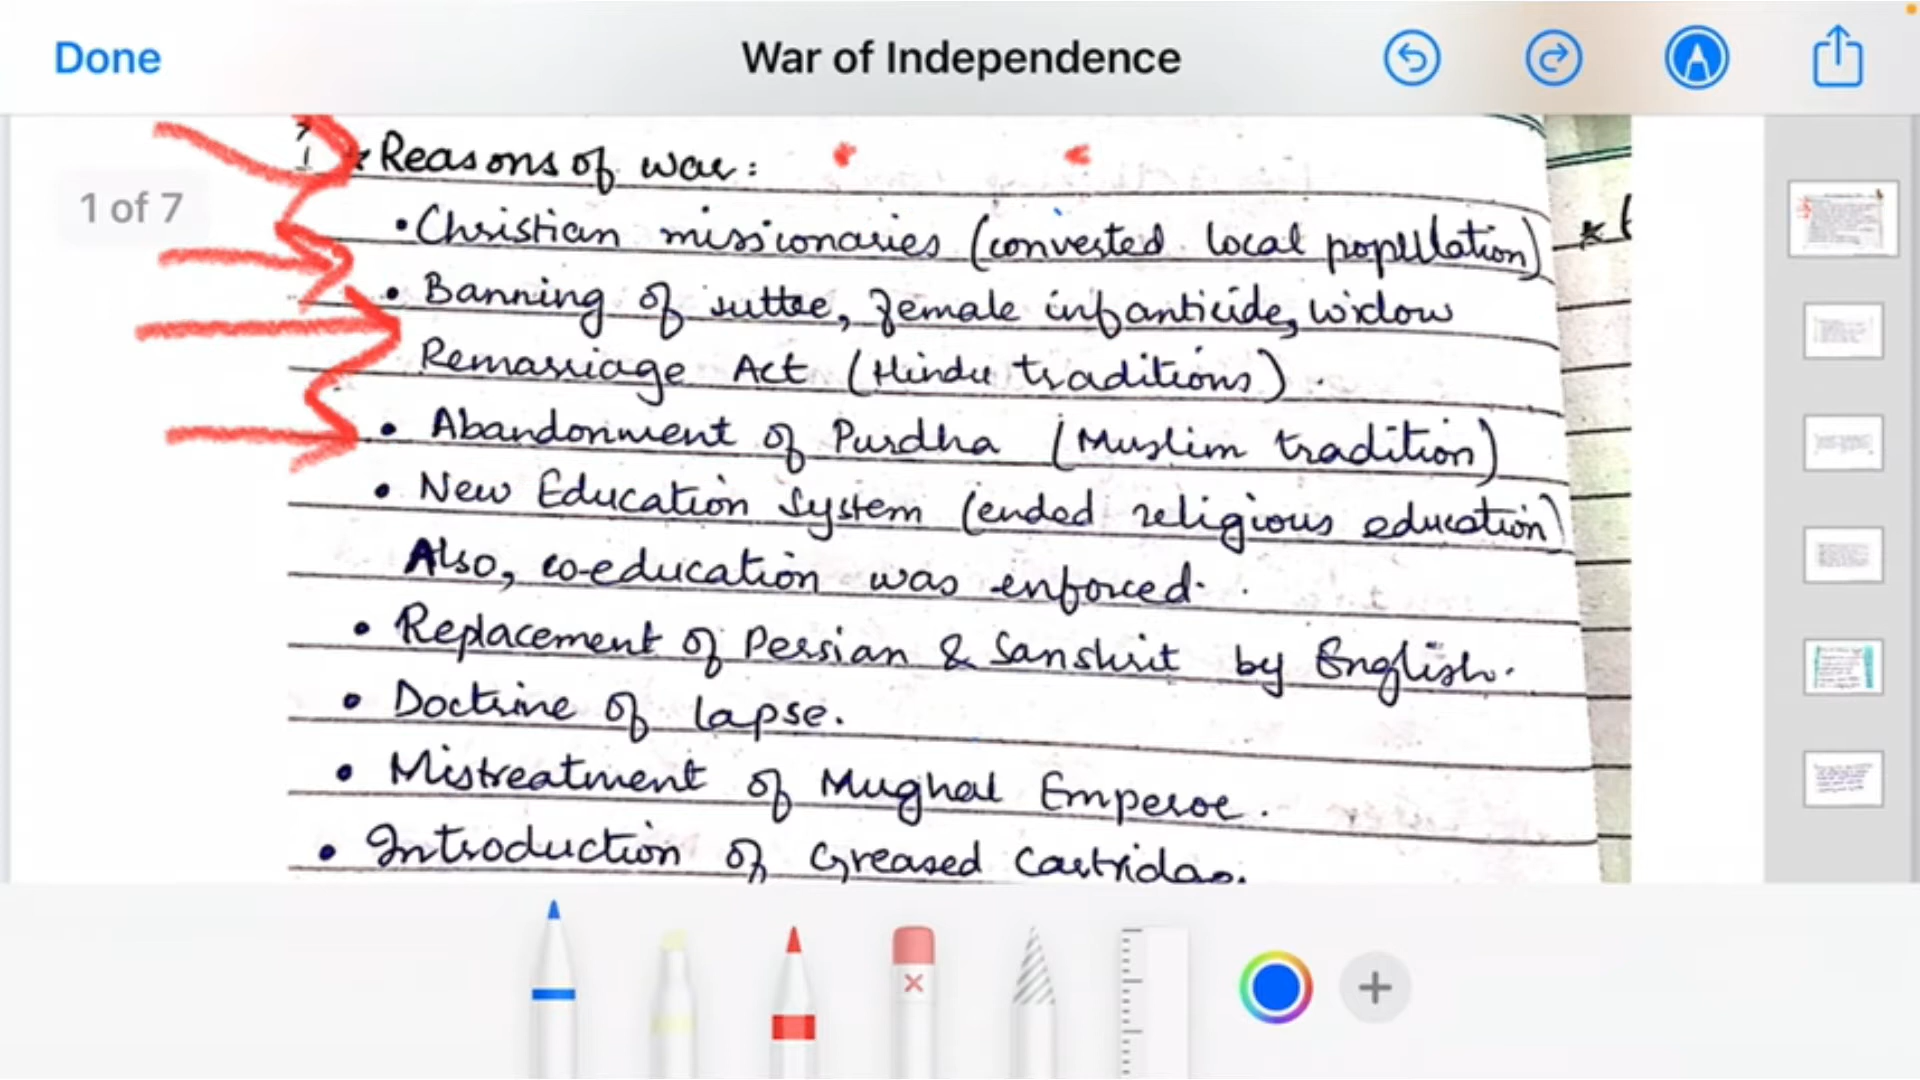 Done
War of Independence
1 of 7
* Reasons of war:
• Christian missionaries (converted local population)
• Banning of suttee, female infanticide, widow
Remarriage Act (Hindu traditions).
• Abandonment of Purdha (Muslim tradition)
• New Education System (ended religious education)
Also, co-education was enforced.
• Replacement of Persian & Sanskrit by English.
• Doctrine of lapse.
• Mistreatment of Mughal Emperor.
• Introduction of Greased